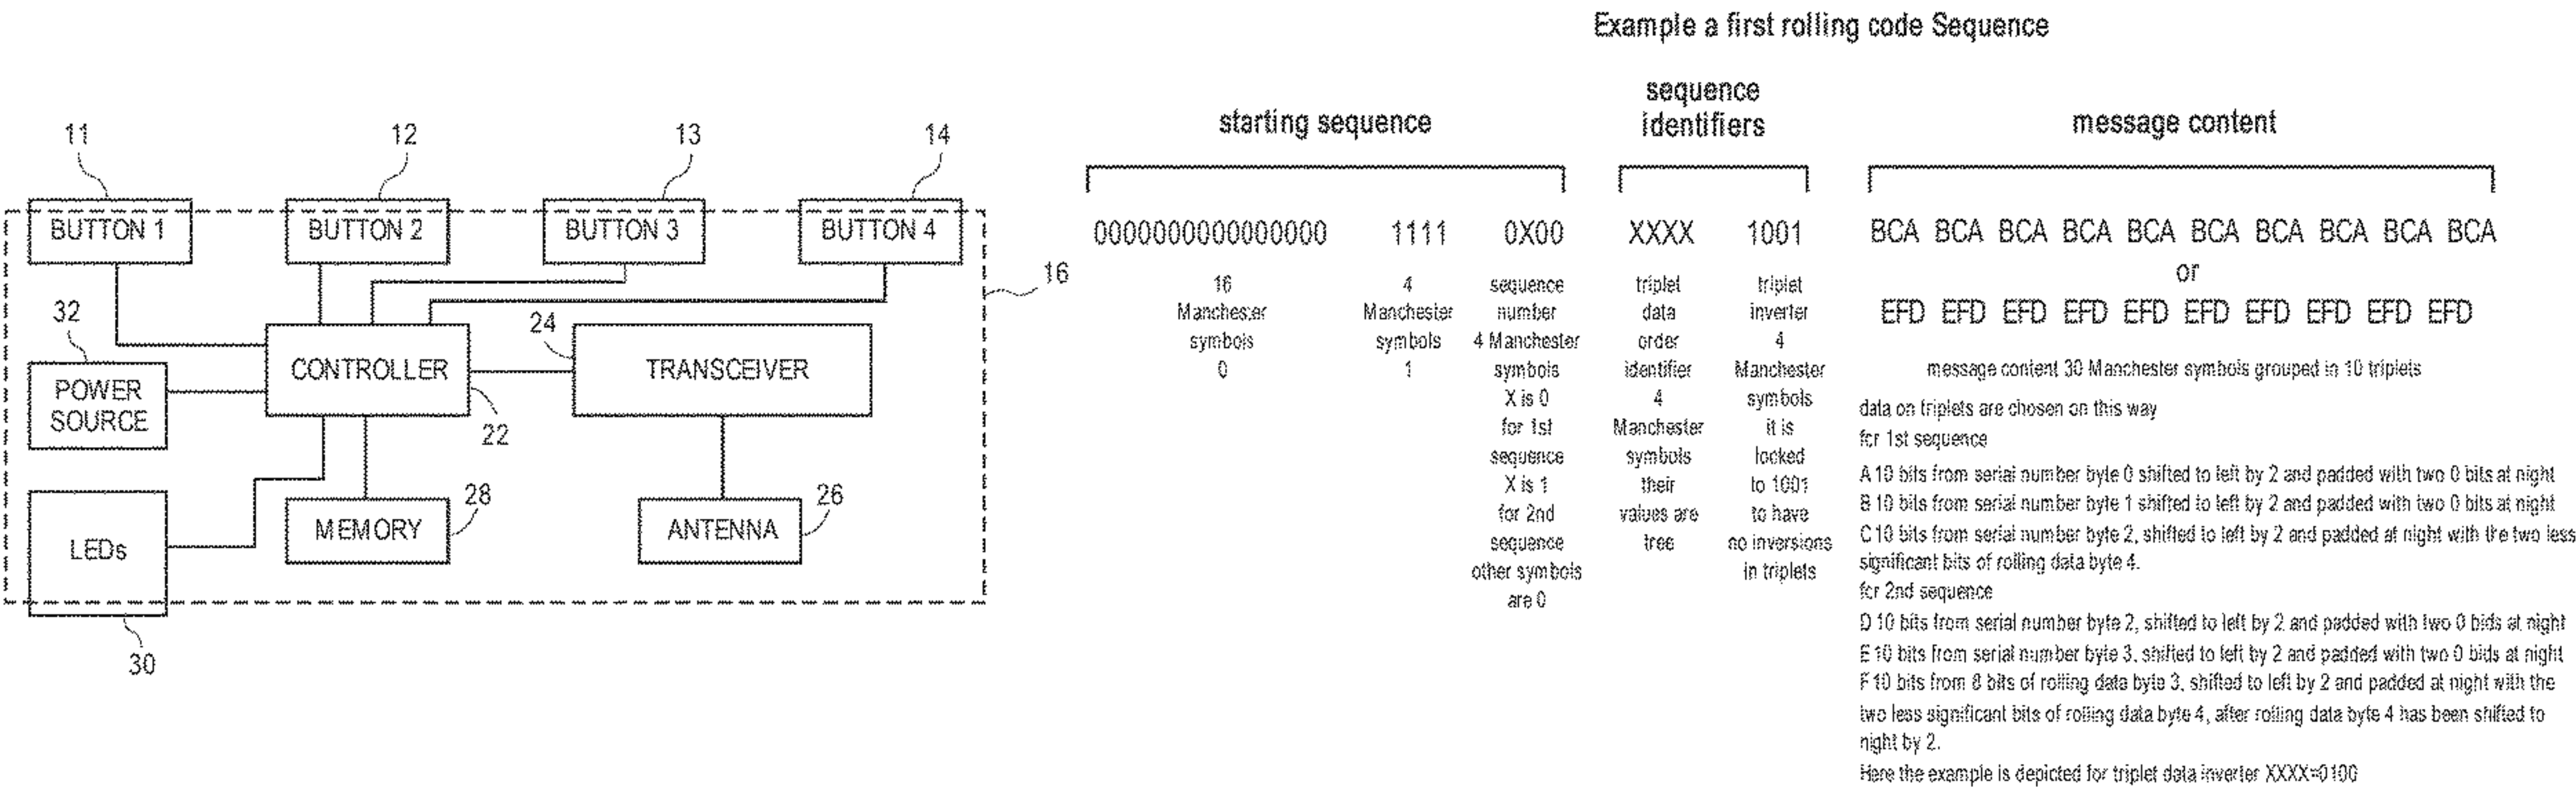 11
12
13
14
BUTTON 1
BUTTON 2
BUTTON 3
BUTTON 4
16
32
24
POWER
SOURCE
CONTROLLER
TRANSCEIVER
22
LEDs
MEMORY
28
ANTENNA
26
30
Example a first rolling code Sequence
starting sequence
sequence
identifiers
message content
0000000000000000
1111
0X00
XXXX
1001
16
Manchester
symbols
0
4
Manchester
symbols
1
sequence
number
4 Manchester
symbols
X is 0
for 1st
sequence
X is 1
for 2nd
sequence
other symbols
are 0
triplet
data
order
identifier
4
Manchester
symbols
their
values are
tree
triplet
inverter
4
Manchester
symbols
it is
locked
to 1001
to have
no inversions
in triplets
BCA BCA BCA BCA BCA BCA BCA BCA BCA BCA
or
EFD EFD EFD EFD EFD EFD EFD EFD EFD EFD
message content 30 Manchester symbols grouped in 10 triplets
data on triplets are chosen on this way
for 1st sequence
A 10 bits from serial number byte 0 shifted to left by 2 and padded with two 0 bits at night
B 10 bits from serial number byte 1 shifted to left by 2 and padded with two 0 bits at night
C 10 bits from serial number byte 2, shifted to left by 2 and padded at night with the two less
significant bits of rolling data byte 4.
for 2nd sequence
D 10 bits from serial number byte 2, shifted to left by 2 and padded with two 0 bids at night
E 10 bits from serial number byte 3, shifted to left by 2 and padded with two 0 bids at night
F 10 bits from 8 bits of rolling data byte 3, shifted to left by 2 and padded at night with the
two less significant bits of rolling data byte 4, after rolling data byte 4 has been shifted to
night by 2.
Here the example is depicted for triplet data inverter XXXX=0100